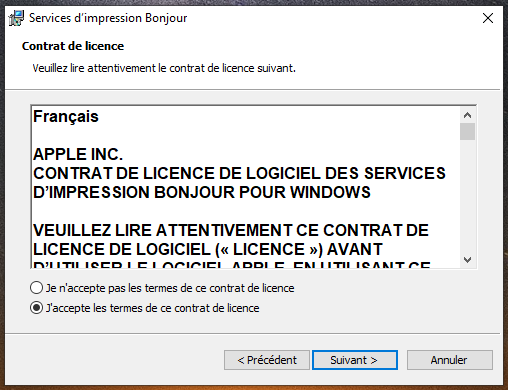 Services d'impression Bonjour
Contrat de licence
Veuillez lire attentivement le contrat de licence suivant.
Français
APPLE INC.
CONTRAT DE LICENCE DE LOGICIEL DES SERVICES
D'IMPRESSION BONJOUR POUR WINDOWS
VEUILLEZ LIRE ATTENTIVEMENT CE CONTRAT DE
LICENCE DE LOGICIEL (« LICENCE ») AVANT
D'UTILISER LE LOGICIEL APPLE. EN UTILISANT CE
Je n'accepte pas les termes de ce contrat de licence
J'accepte les termes de ce contrat de licence
< Précédent
Suivant >
Annuler